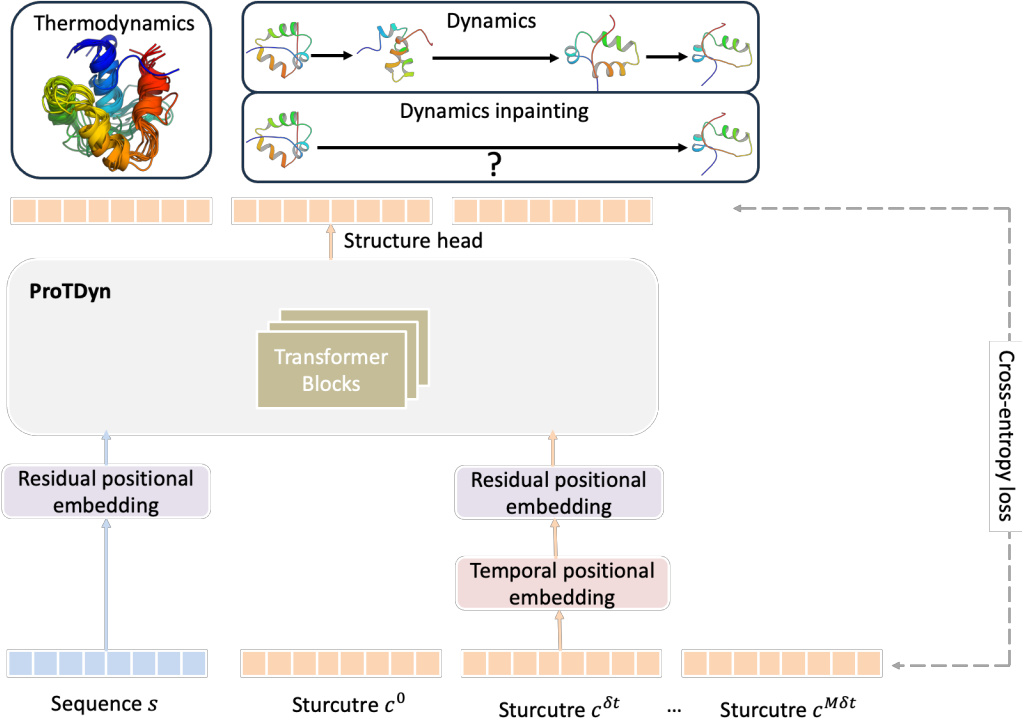 Thermodynamics
Dynamics
Dynamics inpainting
?
Structure head
ProTDyn
Transformer
Blocks
Cross-entropy loss
Residual positional
embedding
Residual positional
embedding
Temporal positional
embedding
Sequence s
Sturcutre c⁰
Sturcutre c^{δt}
...
Sturcutre c^{Mδt}